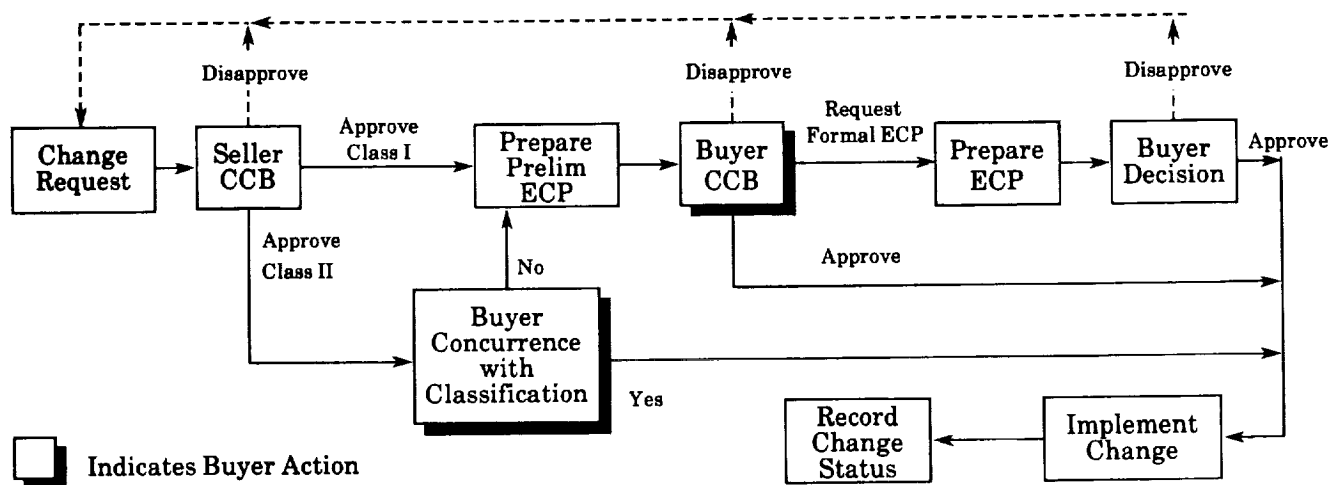 Disapprove
Disapprove
Disapprove
Change
Request
Seller
CCB
Approve
Class I
Prepare
Prelim
ECP
Buyer
CCB
Request
Formal ECP
Prepare
ECP
Buyer
Decision
Approve
Approve
Class II
No
Approve
Buyer
Concurrence
with
Classification
Yes
Record
Change
Status
Implement
Change
Indicates Buyer Action